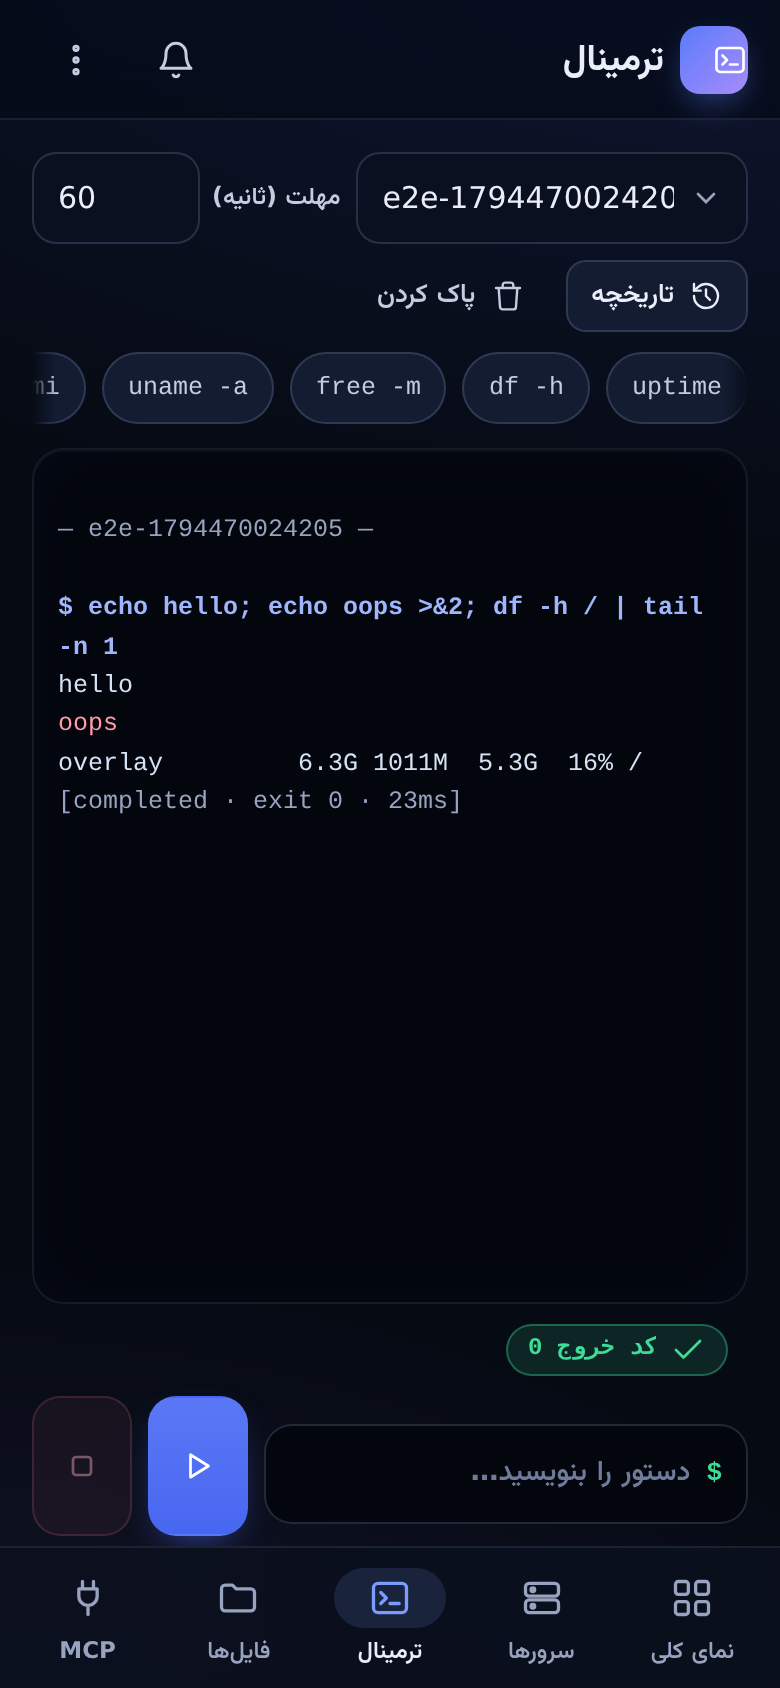 ترمینال
e2e-179447002420
مهلت (ثانیه)
60
تاریخچه
پاک کردن
uptime
df -h
free -m
uname -a
mi
— e2e-1794470024205 —
$ echo hello; echo oops >&2; df -h / | tail
-n 1
hello
oops
overlay         6.3G 1011M  5.3G  16% /
[completed · exit 0 · 23ms]
کد خروج 0
$ دستور را بنویسید...
نمای کلی
سرورها
ترمینال
فایل‌ها
MCP